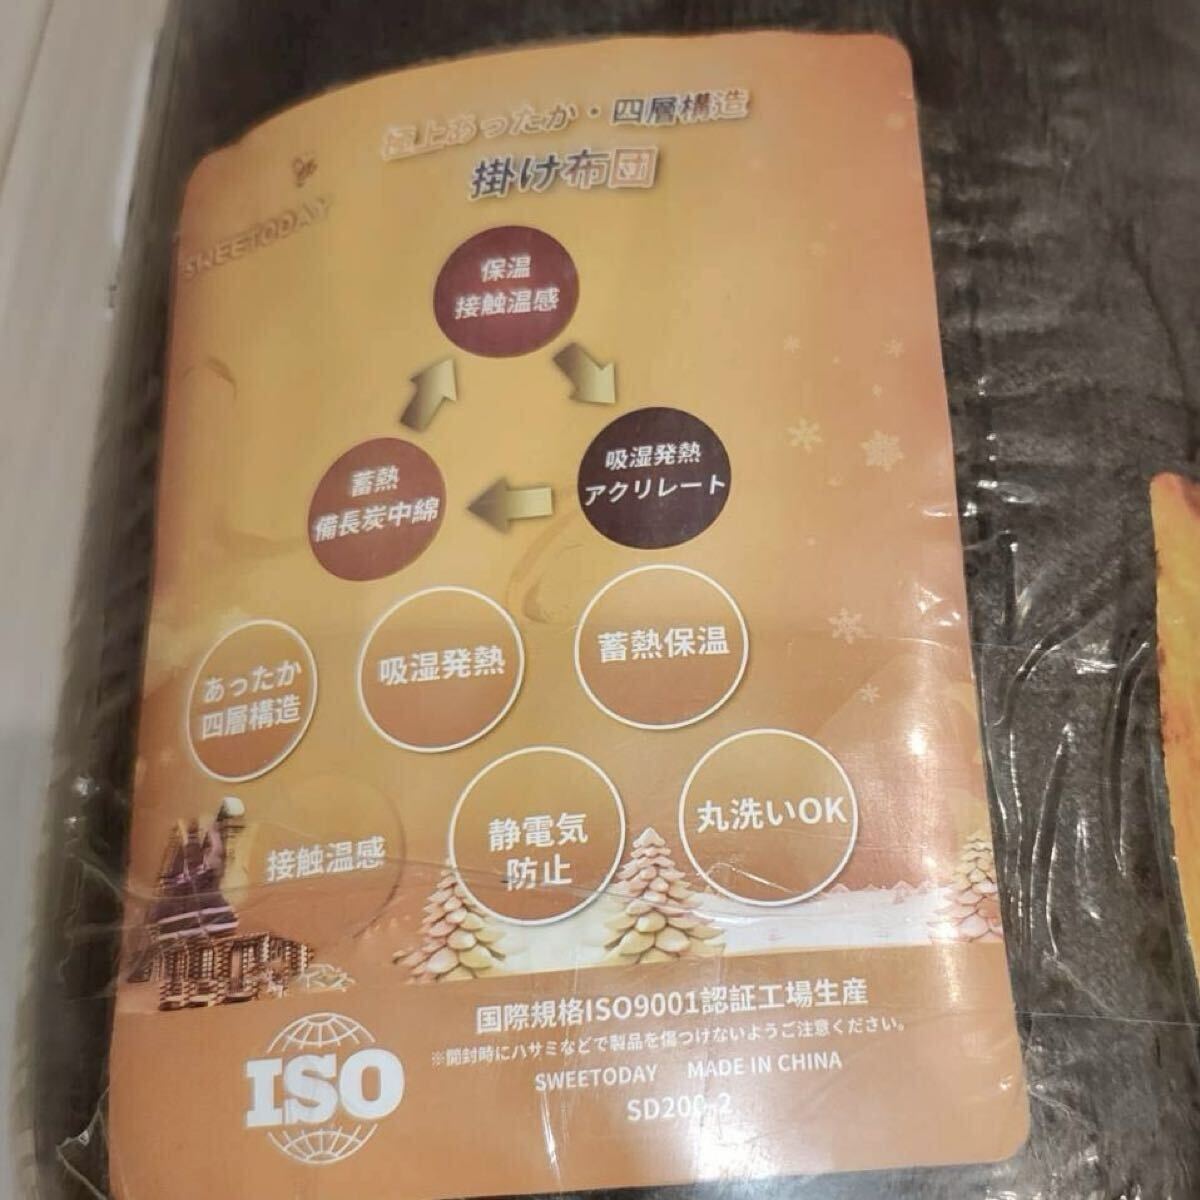 極上あったか・四層構造
掛け布団
SWEETODAY
保温
接触温感
吸湿発熱
アクリレート
蓄熱
備長炭中綿
あったか
四層構造
吸湿発熱
蓄熱保温
接触温感
静電気
防止
丸洗いOK
国際規格ISO9001認証工場生産
※開封時にハサミなどで製品を傷つけないようご注意ください。
SWEETODAY MADE IN CHINA
SD200-2
ISO